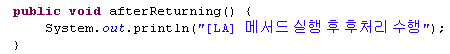 public void afterReturning() {
System.out.println("[LA] 메서드 실행 후 후처리 수행");
}